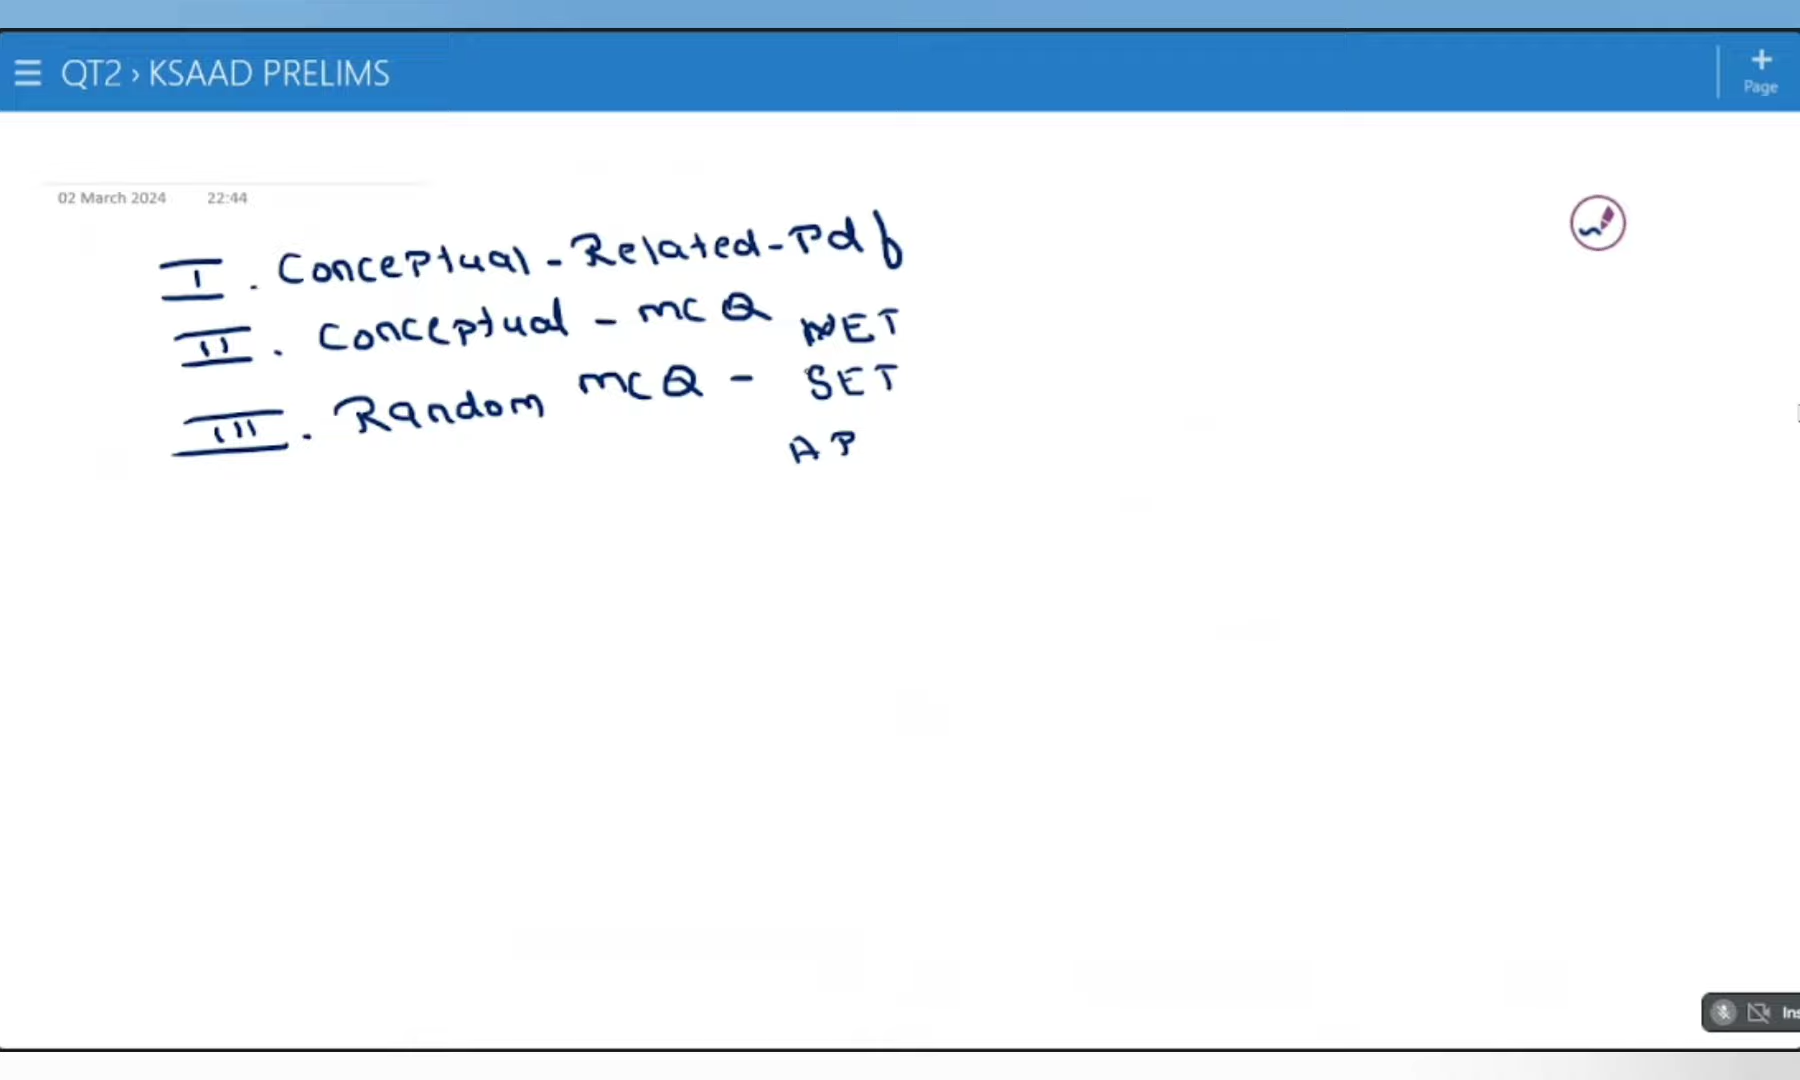 QT2 › KSAAD PRELIMS
+
Page
02 March 2024 22:44
I. Conceptual-Related-Pdf
II. Conceptual - MCQ NET
III. Random MCQ - SET
AP